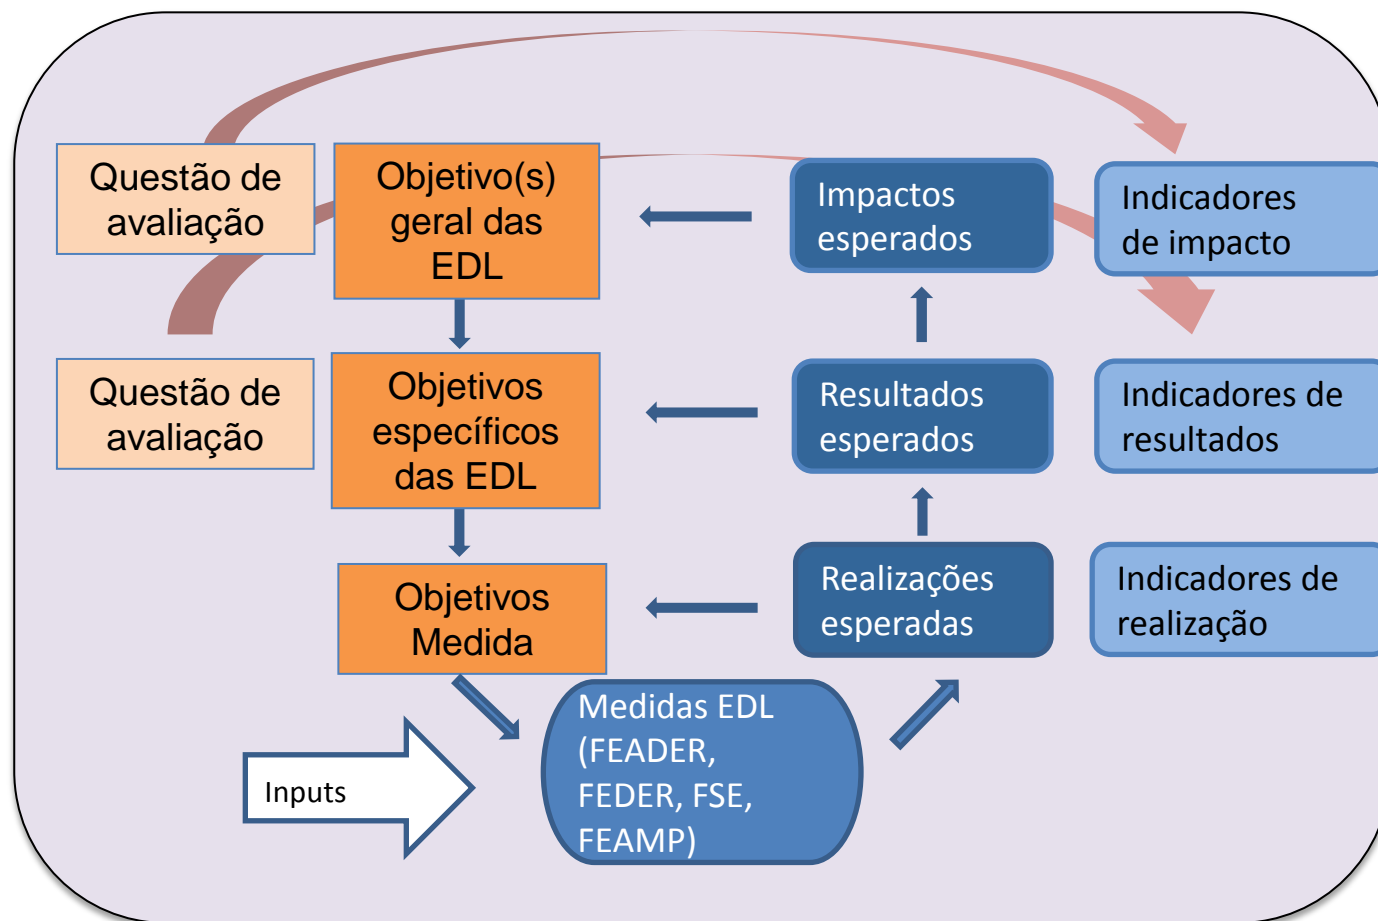 Questão de
avaliação
Objetivo(s)
geral das
EDL
Impactos
esperados
Indicadores
de impacto
Questão de
avaliação
Objetivos
específicos
das EDL
Resultados
esperados
Indicadores de
resultados
Objetivos
Medida
Realizações
esperadas
Indicadores de
realização
Inputs
Medidas EDL
(FEADER,
FEDER, FSE,
FEAMP)